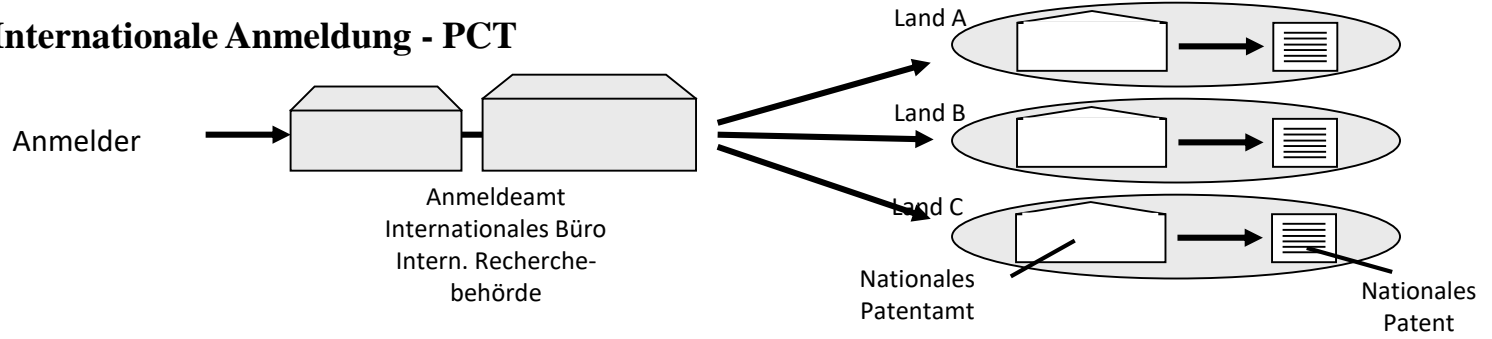 Internationale Anmeldung - PCT
Anmelder
Anmeldeamt
Internationales Büro
Intern. Recherche-
behörde
Land A
Land B
Land C
Nationales
Patentamt
Nationales
Patent